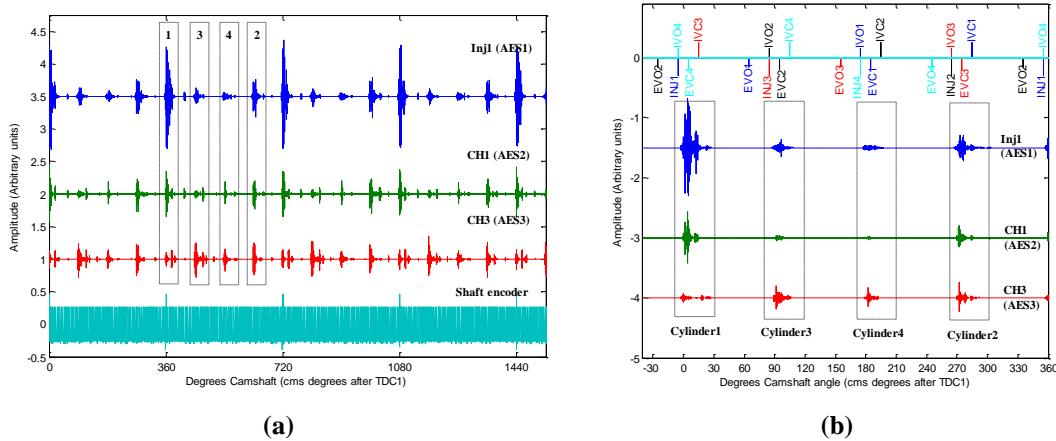 1 3 4 2
Inj1 (AES1)
CH1 (AES2)
CH3 (AES3)
Shaft encoder
Amplitude (Arbitrary units)
4.5
4
3.5
3
2.5
2
1.5
1
0.5
0
-0.5
0 360 720 1080 1440
Degrees Camshaft (cms degrees after TDC1)
(a)
IVO4 IVC3 IVO2 IVC4 IVO1 IVC2 IVO3 IVC1 IVO4
EVO2 INJ1 EVC4 EVO1 INJ3 EVC2 EVO3 INJ4 EVC1 EVO4 INJ2 EVC3 EVO2 INJ1
Inj1
(AES1)
CH1
(AES2)
CH3
(AES3)
Cylinder1 Cylinder3 Cylinder4 Cylinder2
Amplitude (Arbitrary units)
0
-1
-2
-3
-4
-5
-30 0 30 60 90 120 150 180 210 240 270 300 330 360
Degrees Camshaft angle (cms degrees after TDC1)
(b)